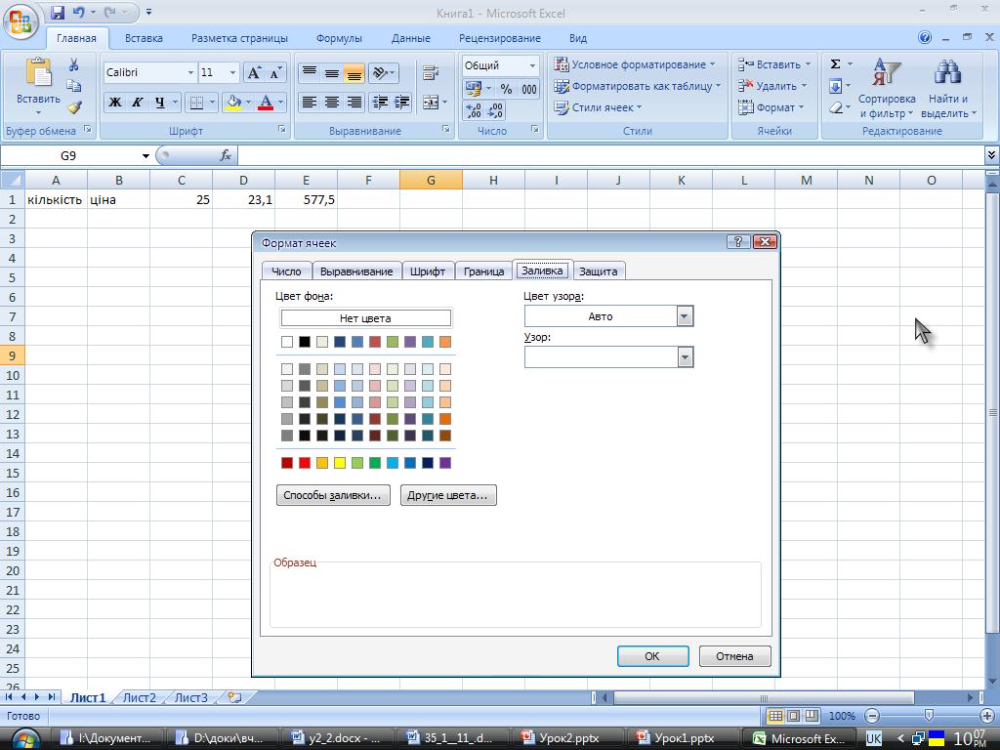 Книга1 - Microsoft Excel
Главная Вставка Разметка страницы Формулы Данные Рецензирование Вид
Вставить
Буфер обмена
Calibri 11
Ж К Ч
А
Шрифт
Выравнивание
Общий
% 000
,00
Число
Условное форматирование
Форматировать как таблицу
Стили ячеек
Стили
Вставить
Удалить
Формат
Ячейки
Σ
Сортировка и фильтр
Найти и выделить
Редактирование
G9 fx
A B C D E F G H I J K L M N O
1 кількість ціна 25 23,1 577,5
2
3
4
5
6
7
8
9
10
11
12
13
14
15
16
17
18
19
20
21
22
23
24
25
26
Формат ячеек
Число Выравнивание Шрифт Граница Заливка Защита
Цвет фона:
Нет цвета
Способы заливки... Другие цвета...
Цвет узора:
Авто
Узор:
Образец
ОК Отмена
Лист1 Лист2 Лист3
Готово 100%
I:\Документ... D:\доки\вч... у2_2.docx - ... 35_1__11_.d... Урок2.pptx Урок1.pptx Microsoft Ex... UK 10 07 PM